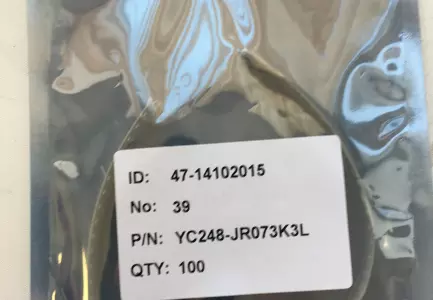 ID: 47-14102015
No: 39
P/N: YC248-JR073K3L
QTY: 100